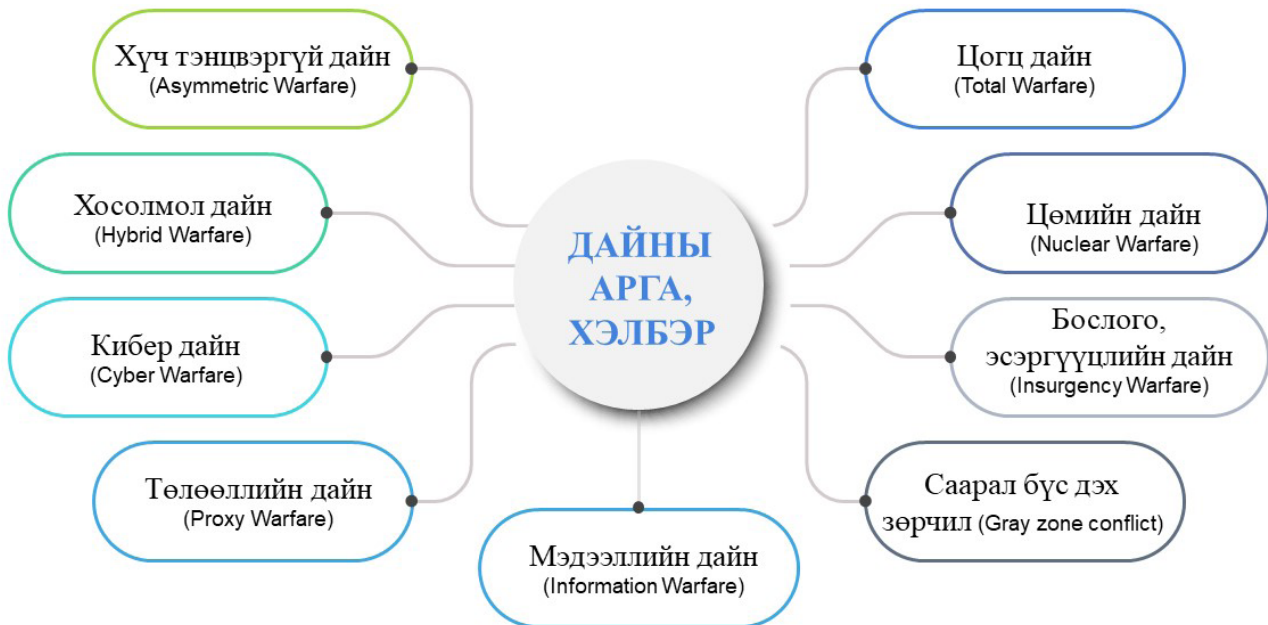 Хүч тэнцвэргүй дайн
(Asymmetric Warfare)
Хосолмол дайн
(Hybrid Warfare)
Кибер дайн
(Cyber Warfare)
Төлөөллийн дайн
(Proxy Warfare)
ДАЙНЫ
АРГА,
ХЭЛБЭР
Мэдээллийн дайн
(Information Warfare)
Цогц дайн
(Total Warfare)
Цөмийн дайн
(Nuclear Warfare)
Бослого,
эсэргүүцлийн дайн
(Insurgency Warfare)
Саарал бүс дэх
зөрчил (Gray zone conflict)